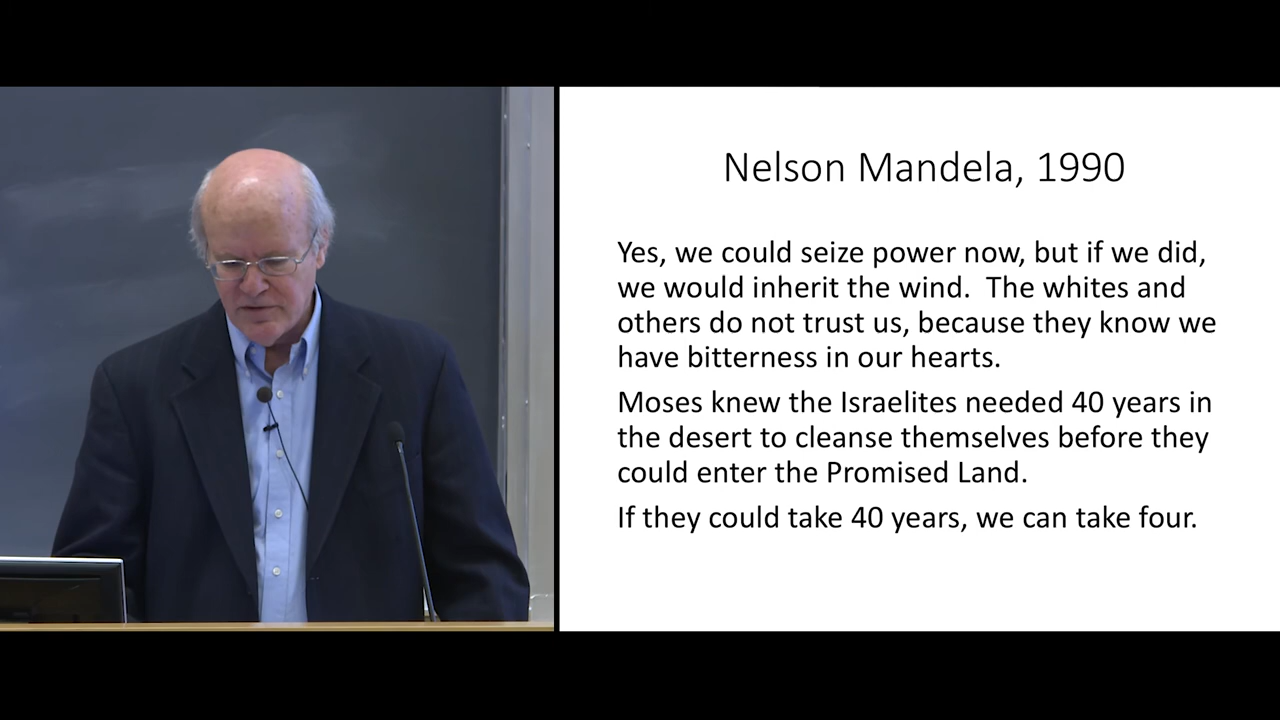 Nelson Mandela, 1990
Yes, we could seize power now, but if we did,
we would inherit the wind.  The whites and
others do not trust us, because they know we
have bitterness in our hearts.
Moses knew the Israelites needed 40 years in
the desert to cleanse themselves before they
could enter the Promised Land.
If they could take 40 years, we can take four.